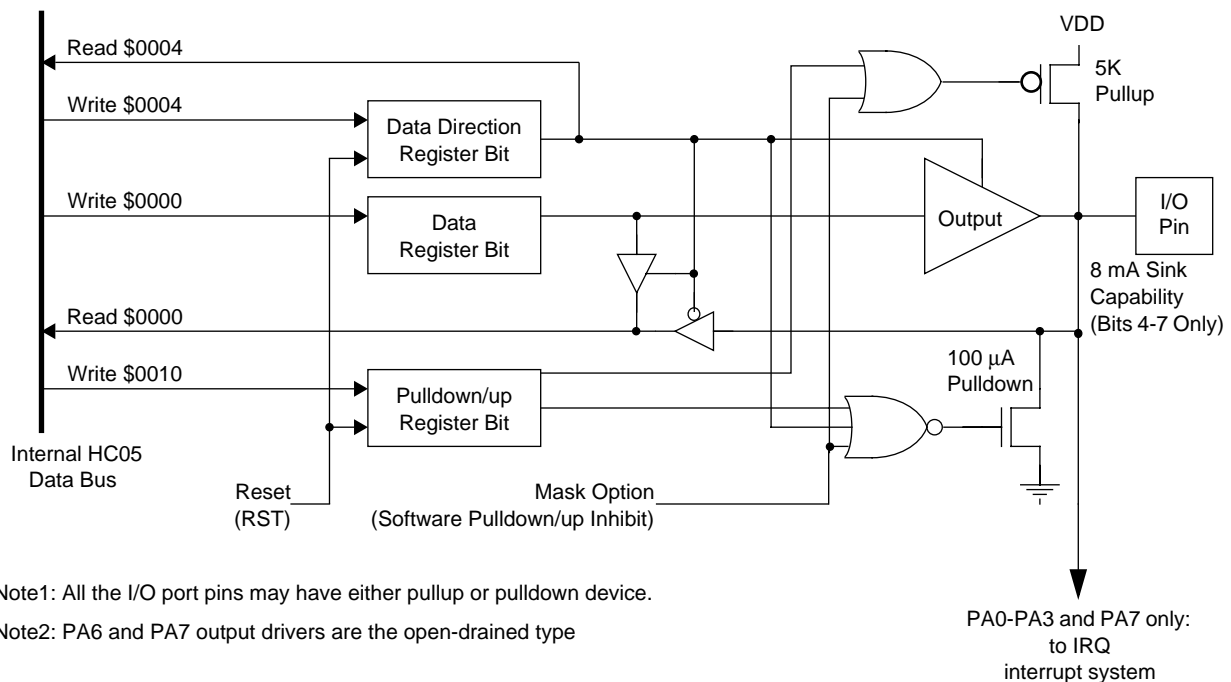 VDD
Read $0004
5K
Pullup
Write $0004
Data Direction
Register Bit
Write $0000
Data
Register Bit
Output
I/O
Pin
8 mA Sink
Capability
(Bits 4-7 Only)
Read $0000
Write $0010
100 µA
Pulldown
Pulldown/up
Register Bit
Internal HC05
Data Bus
Reset
(RST)
Mask Option
(Software Pulldown/up Inhibit)
Note1: All the I/O port pins may have either pullup or pulldown device.
Note2: PA6 and PA7 output drivers are the open-drained type
PA0-PA3 and PA7 only:
to IRQ
interrupt system